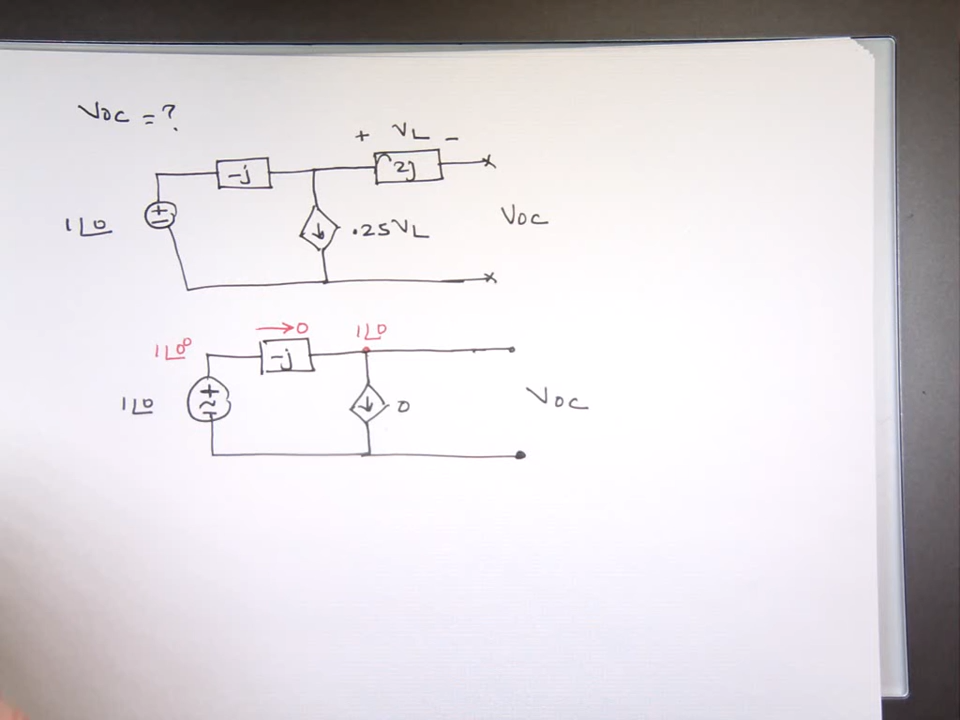 VOC = ?
+ VL -
-j
2j
+
-
1∠0
.25VL
VOC
→0
1∠0
1∠0°
-j
+
~
-
1∠0
0
VOC